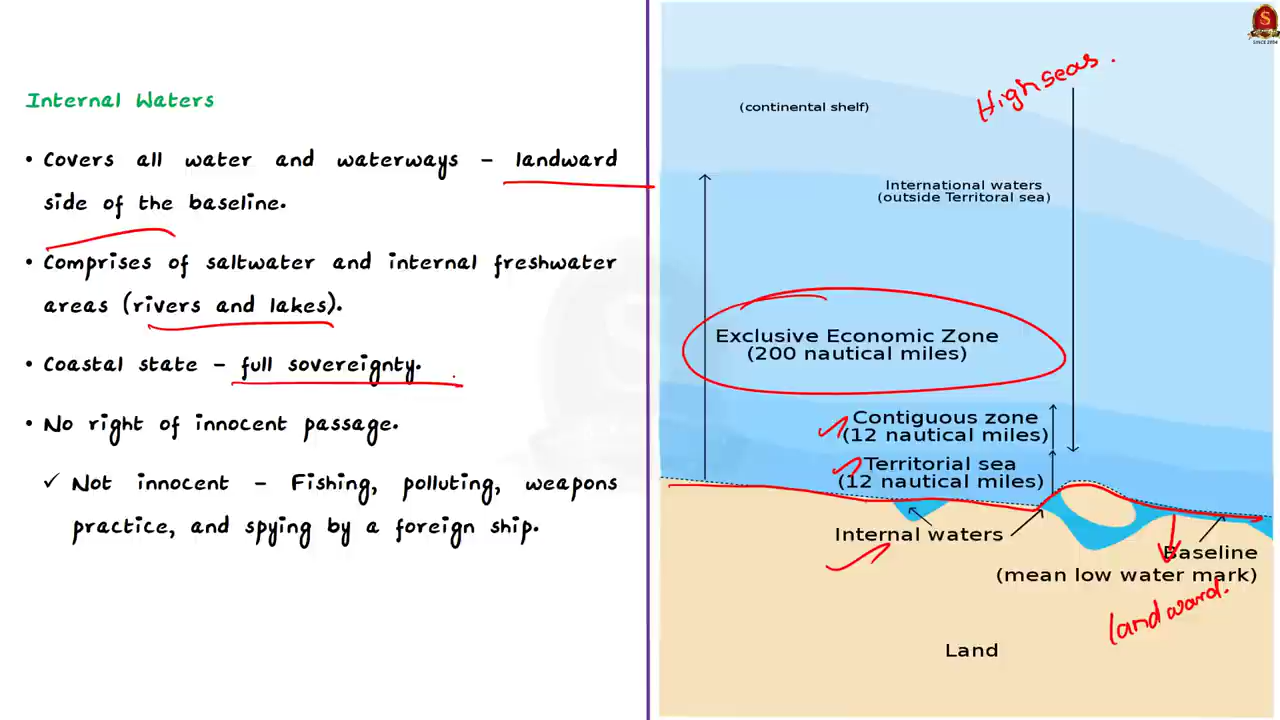 Internal Waters
• Covers all water and waterways – landward
side of the baseline.
• Comprises of saltwater and internal freshwater
areas (rivers and lakes).
• Coastal state – full sovereignty.
• No right of innocent passage.
✓ Not innocent – Fishing, polluting, weapons
practice, and spying by a foreign ship.
S
SINCE 2004
High seas.
(continental shelf)
International waters
(outside Territoral sea)
Exclusive Economic Zone
(200 nautical miles)
Contiguous zone
(12 nautical miles)
Territorial sea
(12 nautical miles)
Internal waters
Baseline
(mean low water mark)
landward.
Land